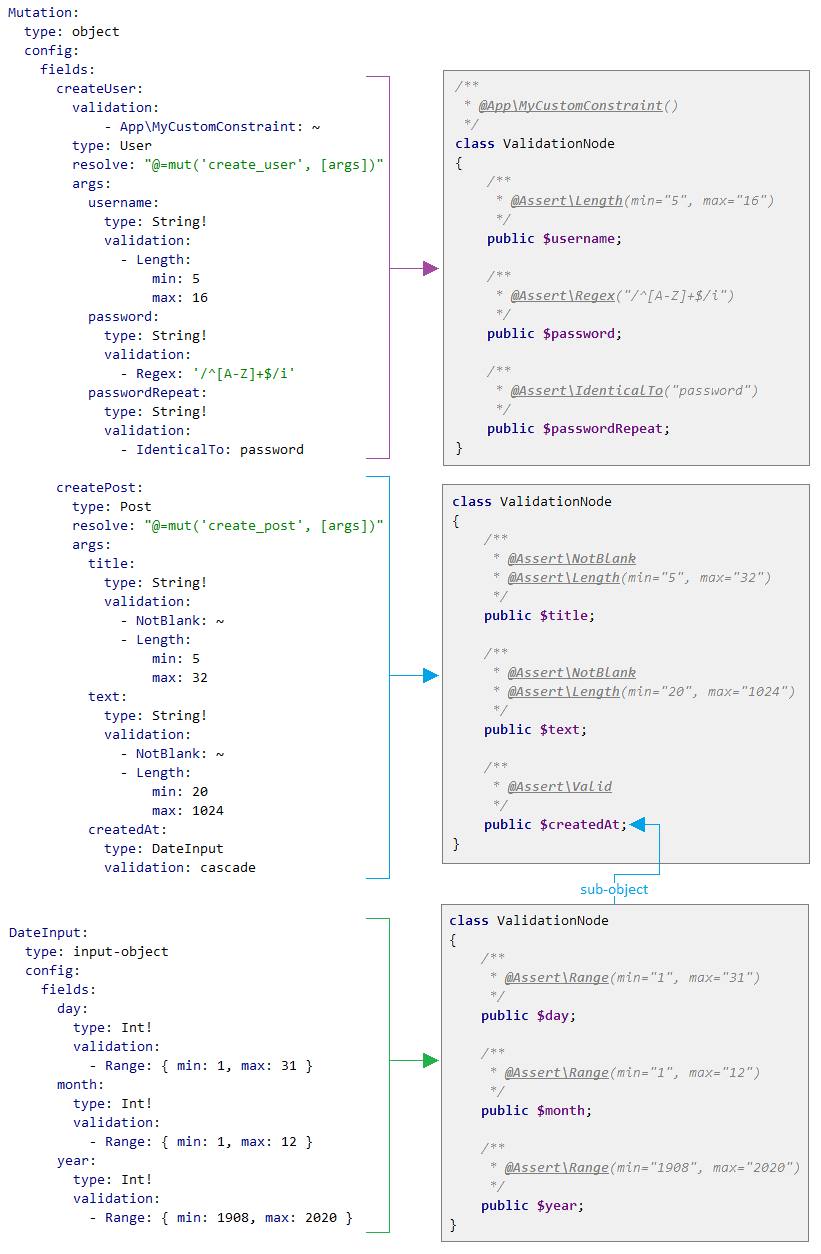 Mutation:
  type: object
  config:
    fields:
      createUser:
        validation:
            - App\MyCustomConstraint: ~
        type: User
        resolve: "@=mut('create_user', [args])"
        args:
          username:
            type: String!
            validation:
              - Length:
                  min: 5
                  max: 16
          password:
            type: String!
            validation:
              - Regex: '/^[A-Z]+$/i'
          passwordRepeat:
            type: String!
            validation:
              - IdenticalTo: password
/**
 * @App\MyCustomConstraint()
 */
class ValidationNode
{
    /**
     * @Assert\Length(min="5", max="16")
     */
    public $username;
    /**
     * @Assert\Regex("/^[A-Z]+$/i")
     */
    public $password;
    /**
     * @Assert\IdenticalTo("password")
     */
    public $passwordRepeat;
}
      createPost:
        type: Post
        resolve: "@=mut('create_post', [args])"
        args:
          title:
            type: String!
            validation:
              - NotBlank: ~
              - Length:
                  min: 5
                  max: 32
          text:
            type: String!
            validation:
              - NotBlank: ~
              - Length:
                  min: 20
                  max: 1024
          createdAt:
            type: DateInput
            validation: cascade
class ValidationNode
{
    /**
     * @Assert\NotBlank
     * @Assert\Length(min="5", max="32")
     */
    public $title;
    /**
     * @Assert\NotBlank
     * @Assert\Length(min="20", max="1024")
     */
    public $text;
    /**
     * @Assert\Valid
     */
    public $createdAt;
}
sub-object
DateInput:
  type: input-object
  config:
    fields:
      day:
        type: Int!
        validation:
          - Range: { min: 1, max: 31 }
      month:
        type: Int!
        validation:
          - Range: { min: 1, max: 12 }
      year:
        type: Int!
        validation:
          - Range: { min: 1908, max: 2020 }
class ValidationNode
{
    /**
     * @Assert\Range(min="1", max="31")
     */
    public $day;
    /**
     * @Assert\Range(min="1", max="12")
     */
    public $month;
    /**
     * @Assert\Range(min="1908", max="2020")
     */
    public $year;
}